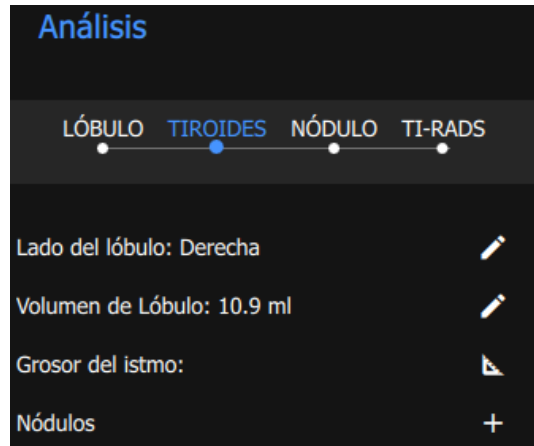 Análisis
LÓBULO TIROIDES NÓDULO TI-RADS
Lado del lóbulo: Derecha
Volumen de Lóbulo: 10.9 ml
Grosor del istmo:
Nódulos